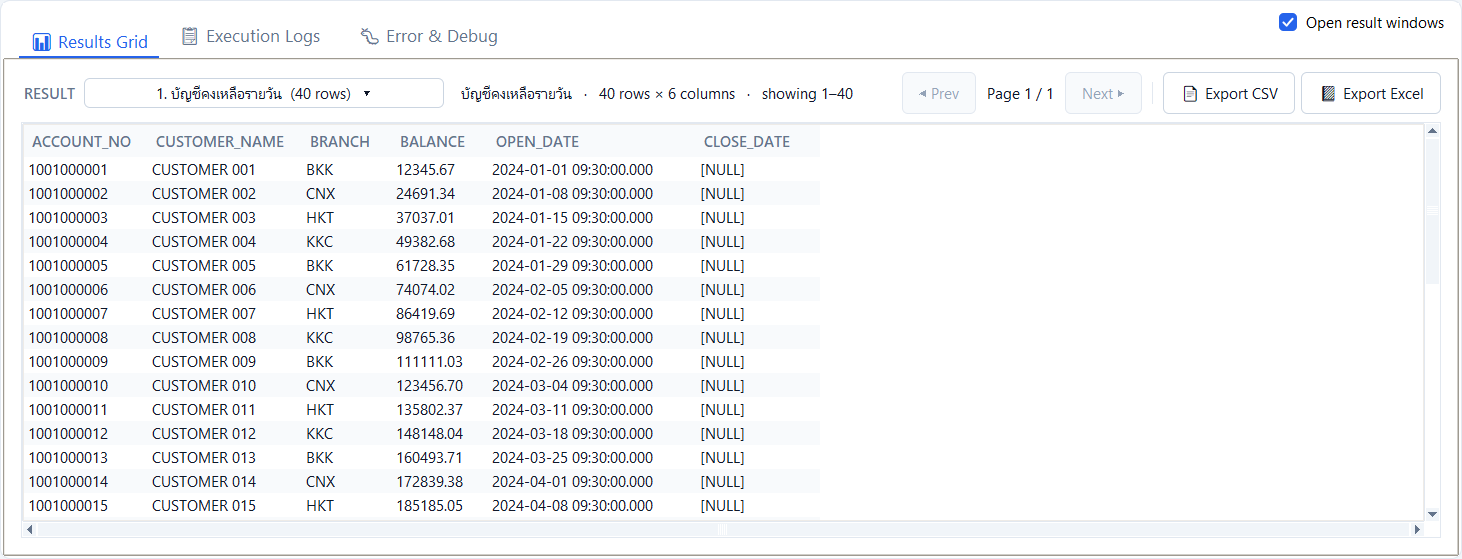 Results Grid Execution Logs Error & Debug Open result windows
RESULT 1. บัญชีคงเหลือรายวัน (40 rows) บัญชีคงเหลือรายวัน · 40 rows × 6 columns · showing 1–40 Prev Page 1 / 1 Next Export CSV Export Excel
ACCOUNT_NO CUSTOMER_NAME BRANCH BALANCE OPEN_DATE CLOSE_DATE
1001000001 CUSTOMER 001 BKK 12345.67 2024-01-01 09:30:00.000 [NULL]
1001000002 CUSTOMER 002 CNX 24691.34 2024-01-08 09:30:00.000 [NULL]
1001000003 CUSTOMER 003 HKT 37037.01 2024-01-15 09:30:00.000 [NULL]
1001000004 CUSTOMER 004 KKC 49382.68 2024-01-22 09:30:00.000 [NULL]
1001000005 CUSTOMER 005 BKK 61728.35 2024-01-29 09:30:00.000 [NULL]
1001000006 CUSTOMER 006 CNX 74074.02 2024-02-05 09:30:00.000 [NULL]
1001000007 CUSTOMER 007 HKT 86419.69 2024-02-12 09:30:00.000 [NULL]
1001000008 CUSTOMER 008 KKC 98765.36 2024-02-19 09:30:00.000 [NULL]
1001000009 CUSTOMER 009 BKK 111111.03 2024-02-26 09:30:00.000 [NULL]
1001000010 CUSTOMER 010 CNX 123456.70 2024-03-04 09:30:00.000 [NULL]
1001000011 CUSTOMER 011 HKT 135802.37 2024-03-11 09:30:00.000 [NULL]
1001000012 CUSTOMER 012 KKC 148148.04 2024-03-18 09:30:00.000 [NULL]
1001000013 CUSTOMER 013 BKK 160493.71 2024-03-25 09:30:00.000 [NULL]
1001000014 CUSTOMER 014 CNX 172839.38 2024-04-01 09:30:00.000 [NULL]
1001000015 CUSTOMER 015 HKT 185185.05 2024-04-08 09:30:00.000 [NULL]